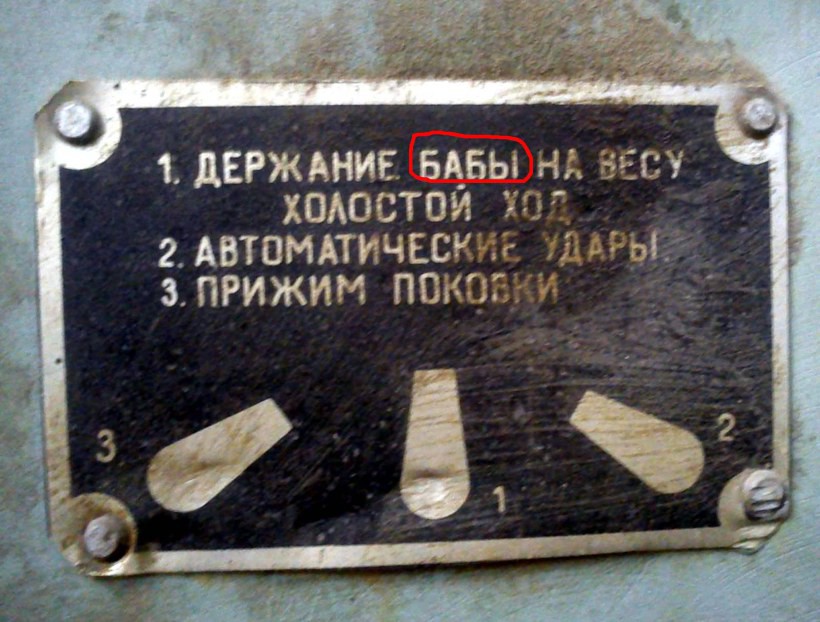 1. ДЕРЖАНИЕ БАБЫ НА ВЕСУ
ХОЛОСТОЙ ХОД
2. АВТОМАТИЧЕСКИЕ УДАРЫ
3. ПРИЖИМ ПОКОВКИ
3
1
2